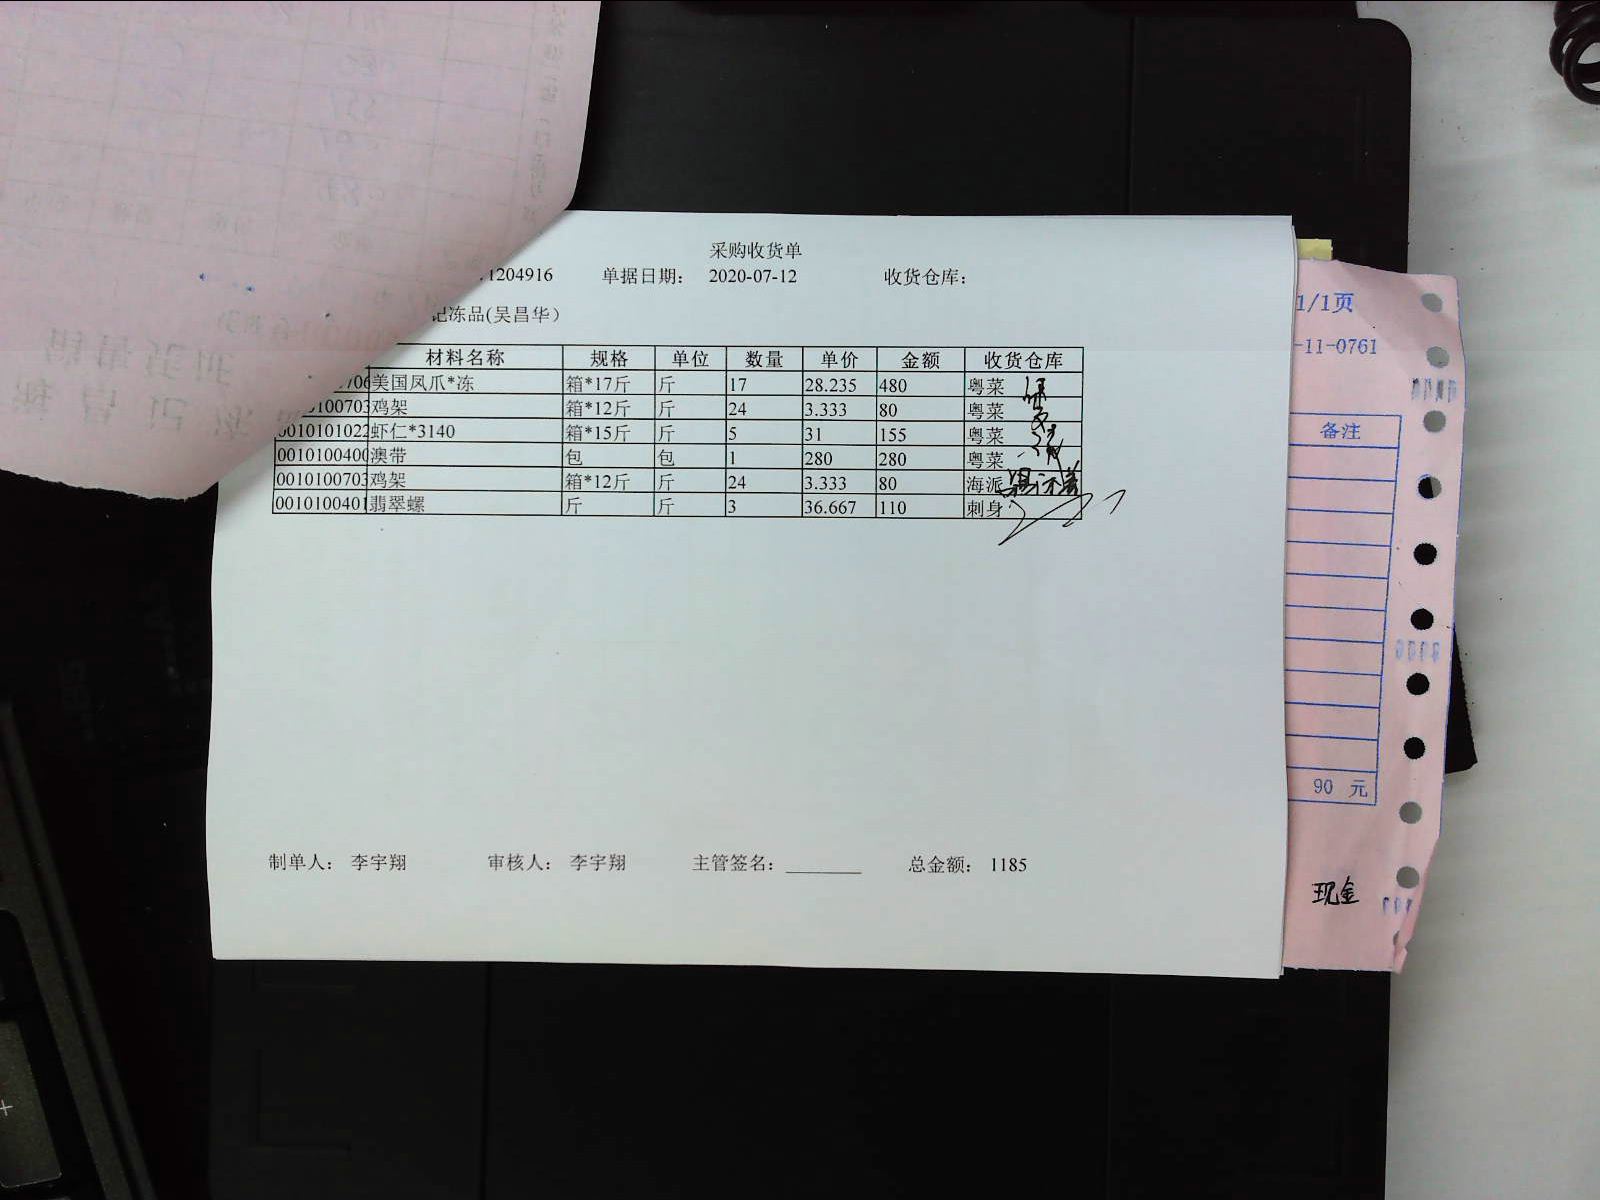 采购收货单
1204916 单据日期： 2020-07-12 收货仓库：
记冻品(吴昌华）
材料名称 规格 单位 数量 单价 金额 收货仓库
706 美国凤爪*冻 箱*17斤 斤 17 28.235 480 粤菜
0100703 鸡架 箱*12斤 斤 24 3.333 80 粤菜
0010101022 虾仁*3140 箱*15斤 斤 5 31 155 粤菜
0010100400 澳带 包 包 1 280 280 粤菜
0010100703 鸡架 箱*12斤 斤 24 3.333 80 海派
0010100401 翡翠螺 斤 斤 3 36.667 110 刺身
制单人： 李宇翔 审核人： 李宇翔 主管签名： 总金额： 1185
1/1页
-11-0761
备注
90 元
现金